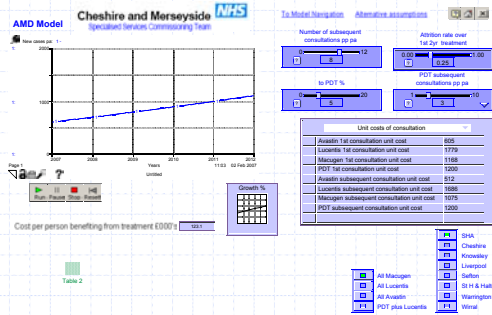 AMD Model
Cheshire and Merseyside NHS
Specialised Services Commissioning Team
To Model Navigation
Alternative assumptions
New cases pa: 1 -
1: 2000
1: 1000
1: 0
2007 2008 2009 2010 2011 2012
Page 1 Years 11:03 02 Feb 2007
Untitled
?
Run Pause Stop Reset
Growth %
Cost per person benefiting from treatment £000's 123.1
Table 2
Number of subsequent
consultations pp pa
0 12
? 8
Attrition rate over
1st 2yr treatment
0.00 1.00
? 0.25
to PDT %
0 20
? 5
PDT subsequent
consultations pp pa
1 10
? 3
Unit costs of consultation
Avastin 1st consultation unit cost 605
Lucentis 1st consultation unit cost 1779
Macugen 1st consultation unit cost 1168
PDT 1st consultation unit cost 1200
Avastin subsequent consultation unit cost 512
Lucentis subsequent consultation unit cost 1686
Macugen subsequent consultation unit cost 1075
PDT subsequent consultation unit cost 1200
All Macugen
All Lucentis
All Avastin
PDT plus Lucentis
SHA
Cheshire
Knowsley
Liverpool
Sefton
St H & Halt
Warrington
Wirral